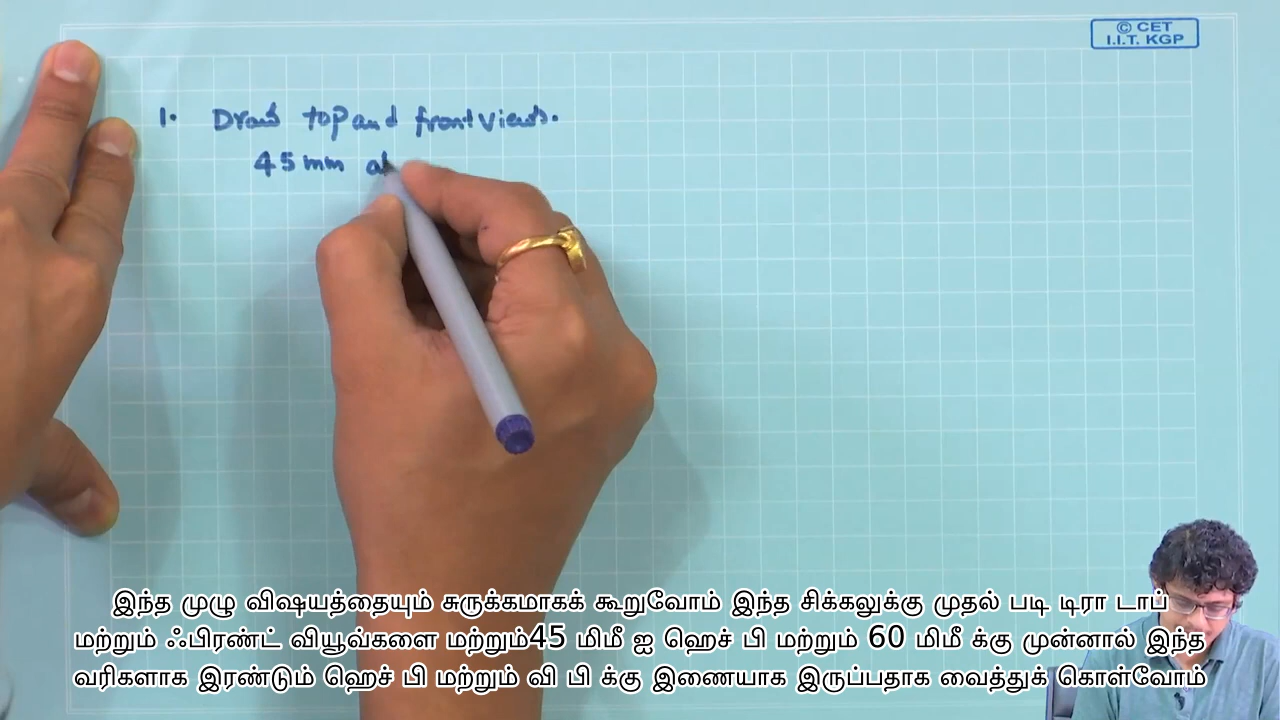 © CET
I.I.T. KGP
1. Draw top and front views.
45 mm ab
இந்த முழு விஷயத்தையும் சுருக்கமாகக் கூறுவோம் இந்த சிக்கலுக்கு முதல் படி டிரா டாப்
மற்றும் ஃபிரண்ட் வியூவ்களை மற்றும்45 மிமீ ஐ ஹெச் பி மற்றும் 60 மிமீ க்கு முன்னால் இந்த
வரிகளாக இரண்டும் ஹெச் பி மற்றும் வி பி க்கு இணையாக இருப்பதாக வைத்துக் கொள்வோம்